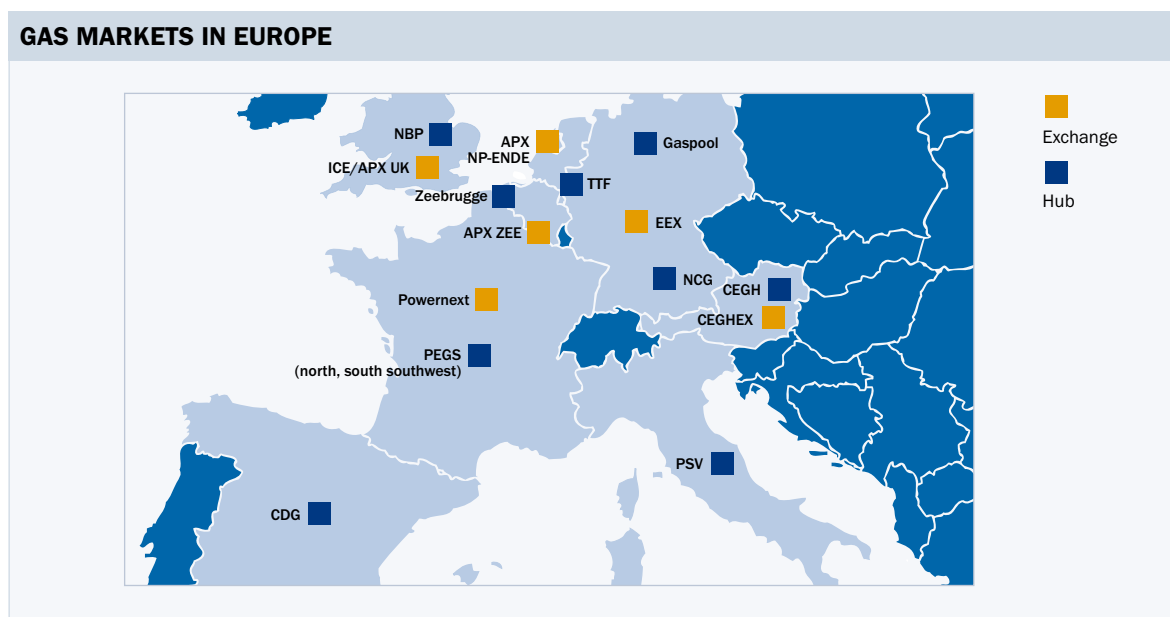 GAS MARKETS IN EUROPE
Exchange
Hub
NBP
APX
NP-ENDE
Gaspool
ICE/APX UK
TTF
Zeebrugge
APX ZEE
EEX
NCG
CEGH
Powernext
CEGHEX
PEGS
(north, south southwest)
PSV
CDG